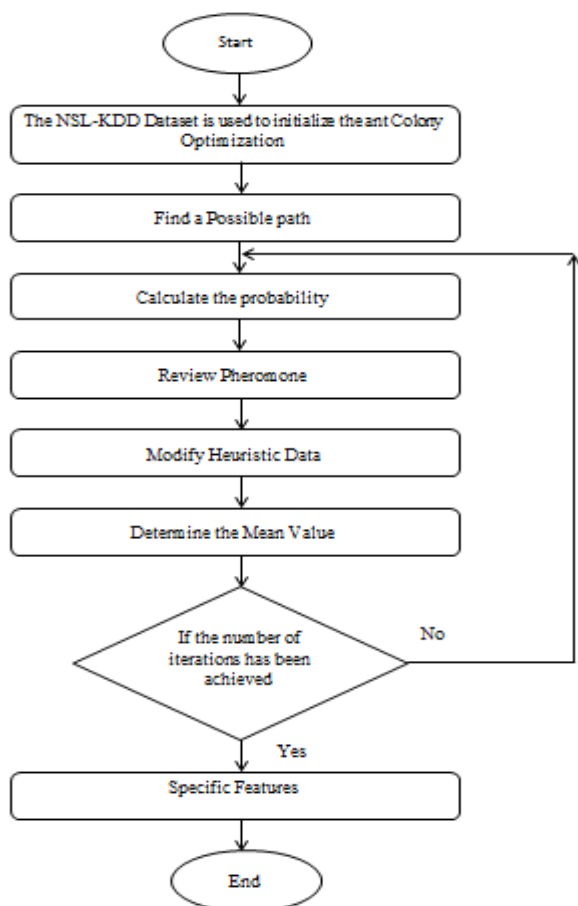 Start
The NSL-KDD Dataset is used to initialize the ant Colony
Optimization
Find a Possible path
Calculate the probability
Review Pheromone
Modify Heuristic Data
Determine the Mean Value
If the number of
iterations has been
achieved
No
Yes
Specific Features
End